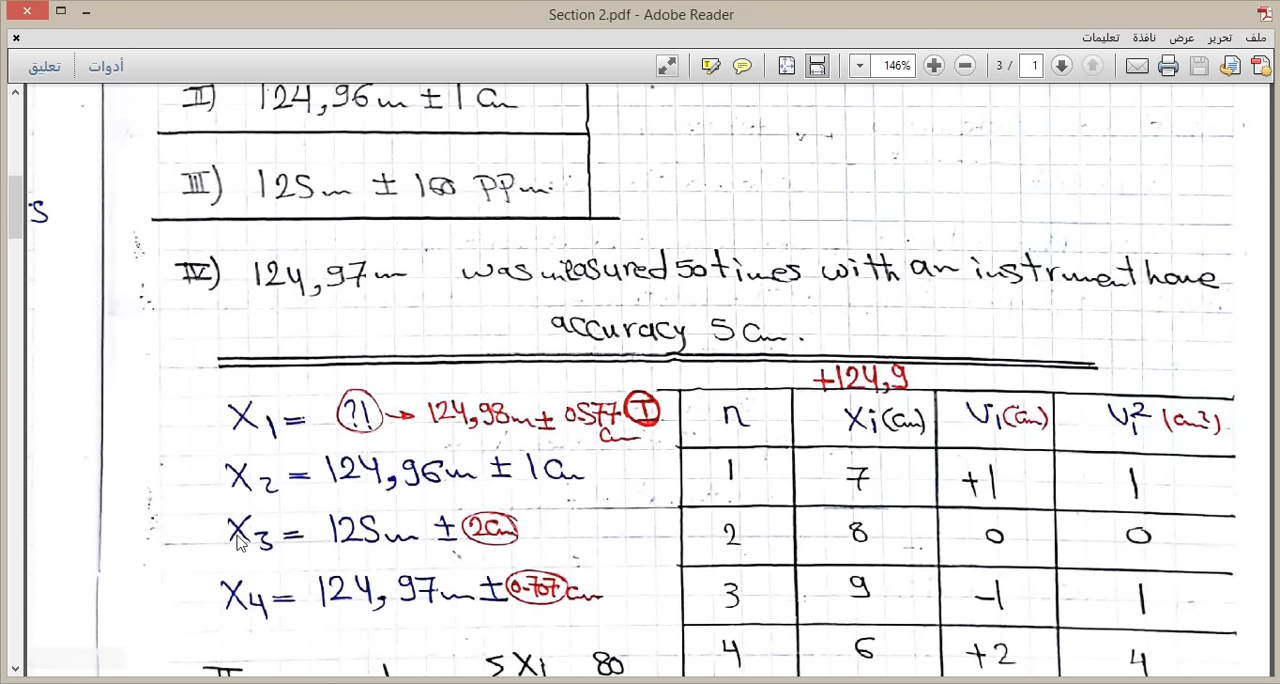 Section 2.pdf - Adobe Reader
ملف تحرير عرض نافذة تعليمات
تعليق أدوات 146% 3 / 1
II) 124,96m ± 1 Cm
III) 125m ± 160 PPm.
S
IV) 124,97m was measured 50 times with an instrument have
accuracy 5 Cm.
+124,9
X1 = ?! → 124,98m ± 0.577 Cm I
X2 = 124,96m ± 1 Cm
X3 = 125m ± 2Cm
X4 = 124,97m ± 0.707 cm
n Xi(Cm) Vi(Cm) Vi² (cm²)
1 7 +1 1
2 8 0 0
3 9 -1 1
4 6 +2 4
ΣXi 80